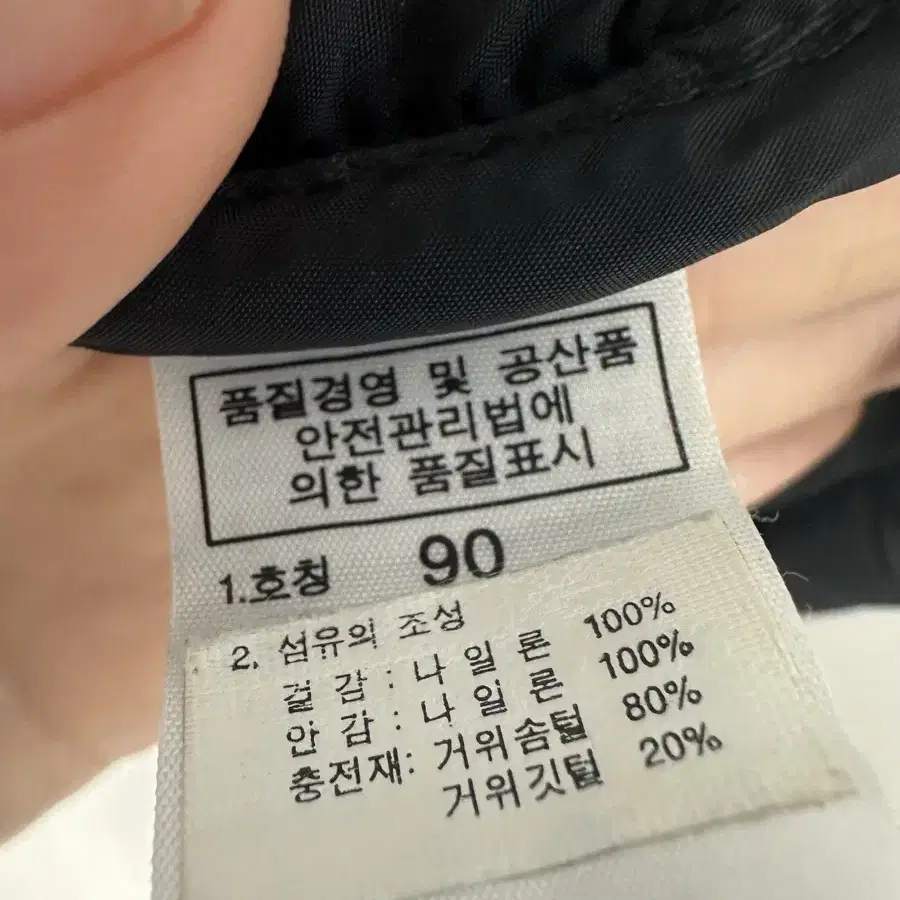 품질경영 및 공산품
안전관리법에
의한 품질표시
1.호칭 90
2. 섬유의 조성
겉 감 : 나 일 론 100%
안 감 : 나 일 론 100%
충전재: 거위솜털 80%
거위깃털 20%